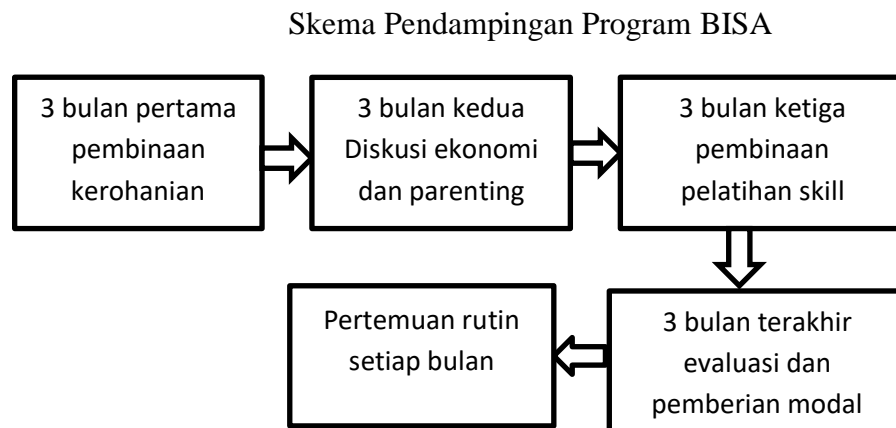 Skema Pendampingan Program BISA
3 bulan pertama
pembinaan
kerohanian
3 bulan kedua
Diskusi ekonomi
dan parenting
3 bulan ketiga
pembinaan
pelatihan skill
3 bulan terakhir
evaluasi dan
pemberian modal
Pertemuan rutin
setiap bulan